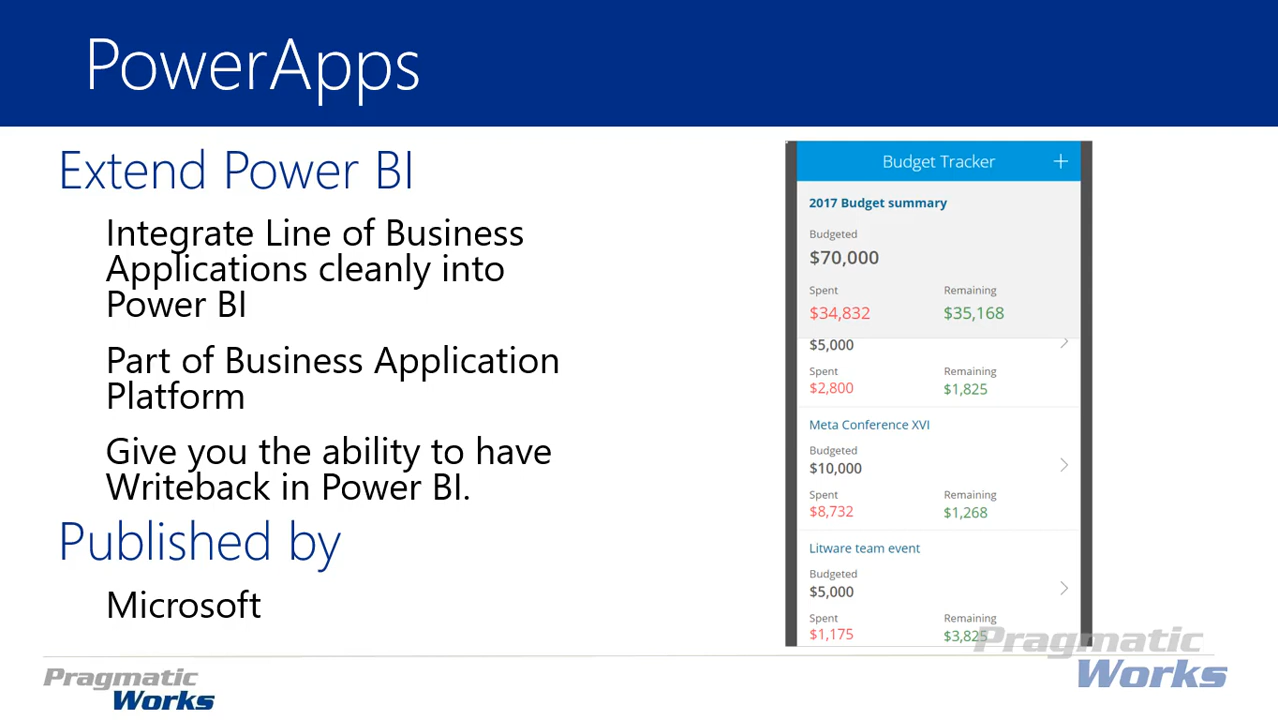 PowerApps
Extend Power BI
Integrate Line of Business
Applications cleanly into
Power BI
Part of Business Application
Platform
Give you the ability to have
Writeback in Power BI.
Published by
Microsoft
Budget Tracker +
2017 Budget summary
Budgeted
$70,000
Spent Remaining
$34,832 $35,168
$5,000
Spent Remaining
$2,800 $1,825
Meta Conference XVI
Budgeted
$10,000
Spent Remaining
$8,732 $1,268
Litware team event
Budgeted
$5,000
Spent Remaining
$1,175 $3,825
Pragmatic
Works
Pragmatic
Works